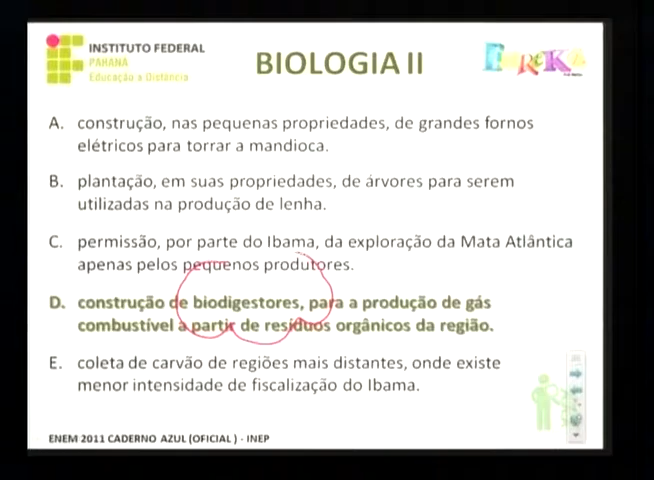 INSTITUTO FEDERAL
PARANÁ
Educação a Distância
BIOLOGIA II
A. construção, nas pequenas propriedades, de grandes fornos
elétricos para torrar a mandioca.
B. plantação, em suas propriedades, de árvores para serem
utilizadas na produção de lenha.
C. permissão, por parte do Ibama, da exploração da Mata Atlântica
apenas pelos pequenos produtores.
D. construção de biodigestores, para a produção de gás
combustível a partir de resíduos orgânicos da região.
E. coleta de carvão de regiões mais distantes, onde existe
menor intensidade de fiscalização do Ibama.
ENEM 2011 CADERNO AZUL (OFICIAL ) - INEP